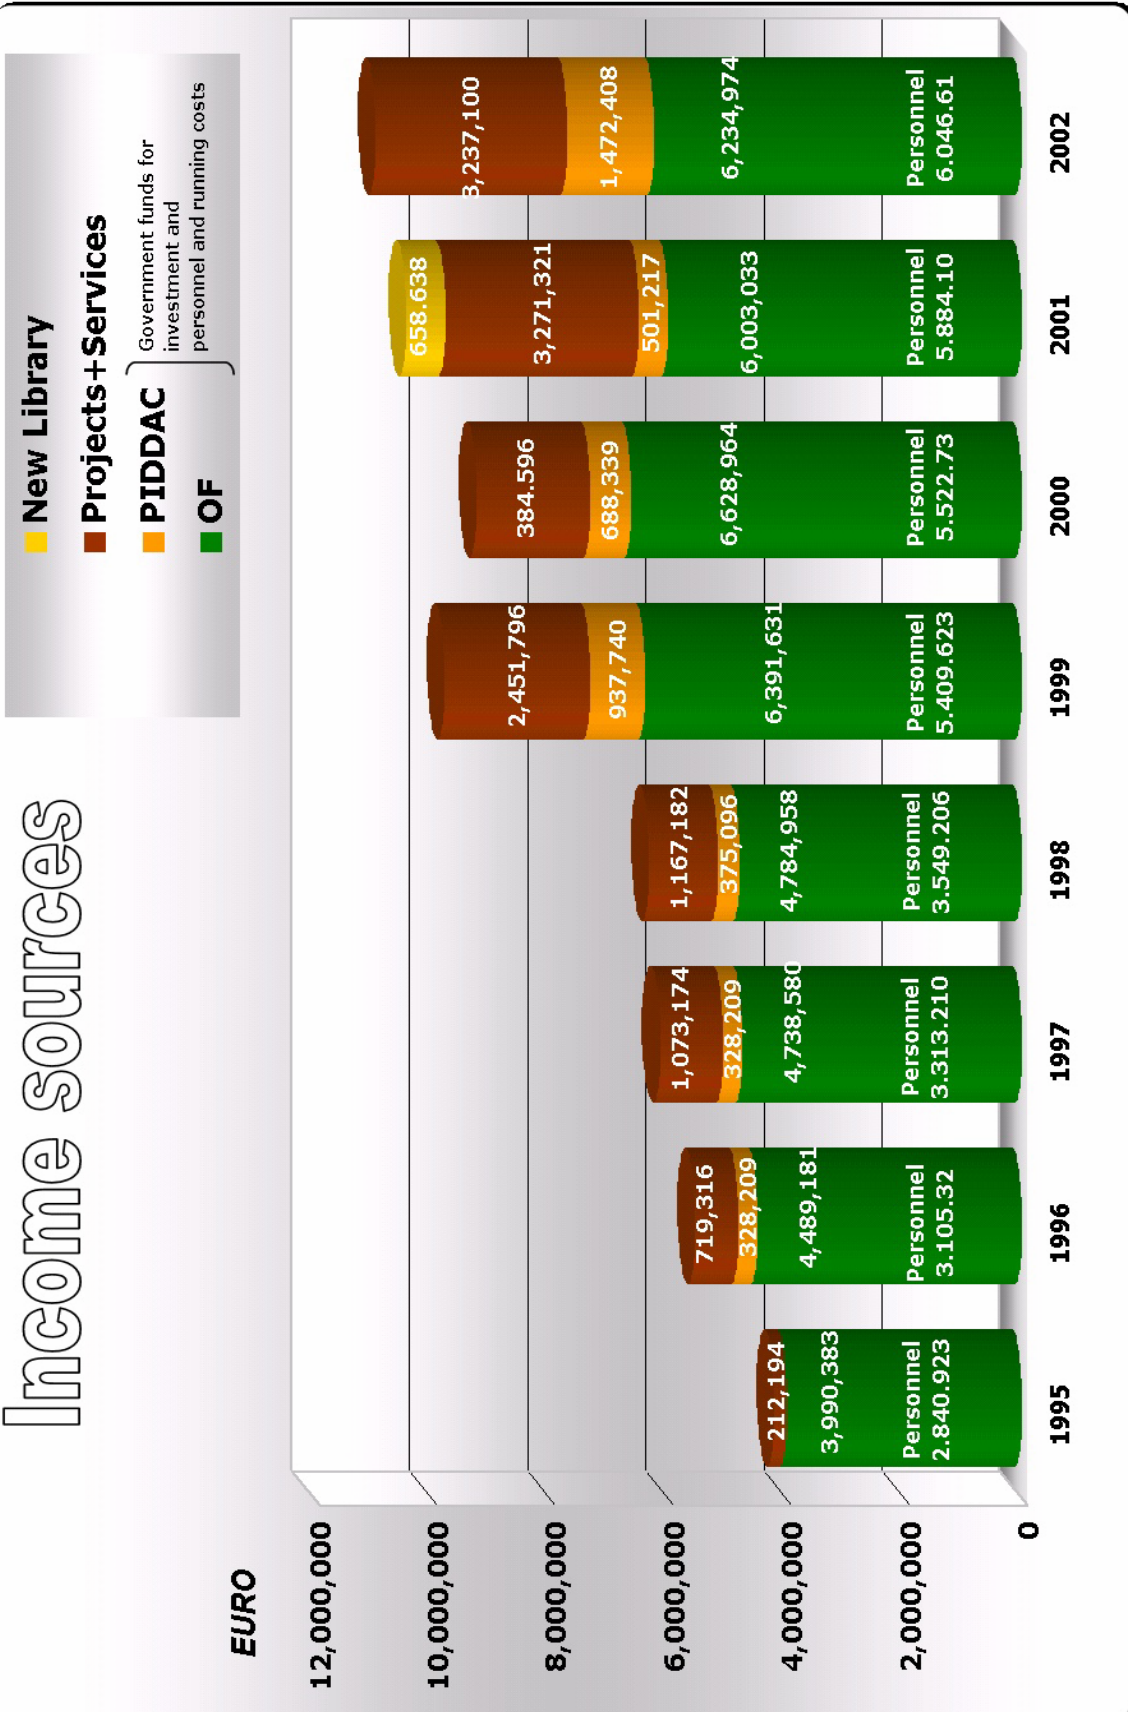 Income sources
New Library
Projects+Services
PIDDAC
OF
Government funds for
investment and
personnel and running costs
EURO
12,000,000
10,000,000
8,000,000
6,000,000
4,000,000
2,000,000
0
212,194
3,990,383
Personnel
2.840.923
1995
719,316
328,209
4,489,181
Personnel
3.105.32
1996
1,073,174
328,209
4,738,580
Personnel
3.313.210
1997
1,167,182
375,096
4,784,958
Personnel
3.549.206
1998
2,451,796
937,740
6,391,631
Personnel
5.409.623
1999
384.596
688,339
6,628,964
Personnel
5.522.73
2000
658.638
3,271,321
501,217
6,003,033
Personnel
5.884.10
2001
3,237,100
1,472,408
6,234,974
Personnel
6.046.61
2002